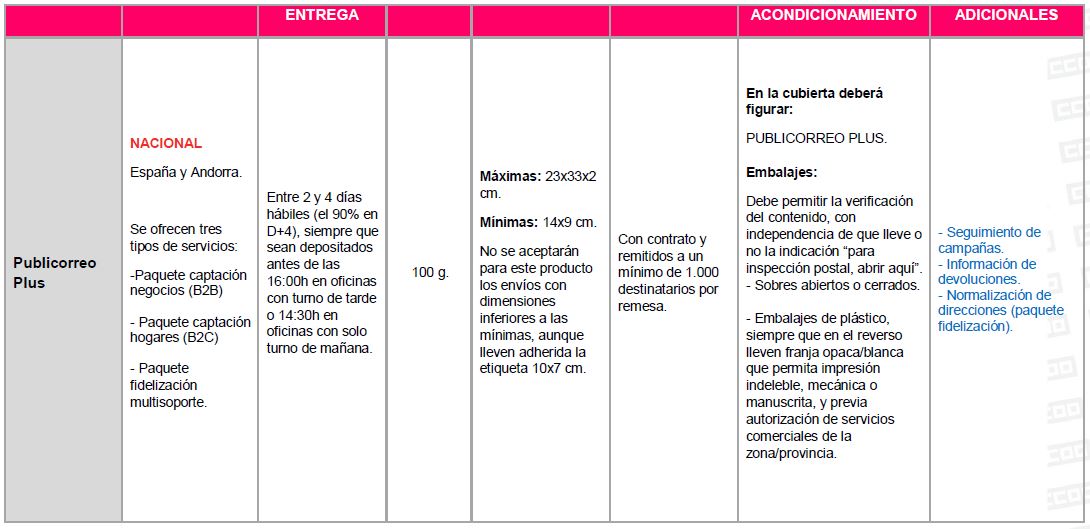 ENTREGA
ACONDICIONAMIENTO
ADICIONALES
Publicorreo
Plus
NACIONAL
España y Andorra.
Se ofrecen tres
tipos de servicios:
-Paquete captación
negocios (B2B)
- Paquete captación
hogares (B2C)
- Paquete
fidelización
multisoporte.
Entre 2 y 4 días
hábiles (el 90% en
D+4), siempre que
sean depositados
antes de las
16:00h en oficinas
con turno de tarde
o 14:30h en
oficinas con solo
turno de mañana.
100 g.
Máximas: 23x33x2
cm.
Mínimas: 14x9 cm.
No se aceptarán
para este producto
los envíos con
dimensiones
inferiores a las
mínimas, aunque
lleven adherida la
etiqueta 10x7 cm.
Con contrato y
remitidos a un
mínimo de 1.000
destinatarios por
remesa.
En la cubierta deberá
figurar:
PUBLICORREO PLUS.
Embalajes:
Debe permitir la verificación
del contenido, con
independencia de que lleve o
no la indicación “para
inspección postal, abrir aquí”.
- Sobres abiertos o cerrados.
- Embalajes de plástico,
siempre que en el reverso
lleven franja opaca/blanca
que permita impresión
indeleble, mecánica o
manuscrita, y previa
autorización de servicios
comerciales de la
zona/provincia.
- Seguimiento de
campañas.
- Información de
devoluciones.
- Normalización de
direcciones (paquete
fidelización).